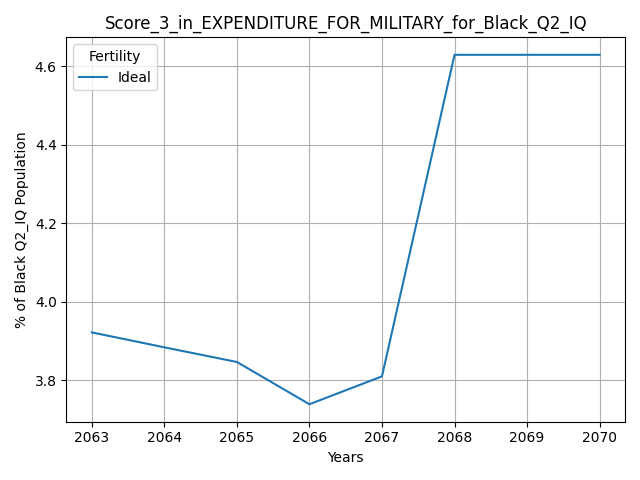 Score_3_in_EXPENDITURE_FOR_MILITARY_for_Black_Q2_IQ
Fertility
Ideal
% of Black Q2_IQ Population
4.6
4.4
4.2
4.0
3.8
2063 2064 2065 2066 2067 2068 2069 2070
Years